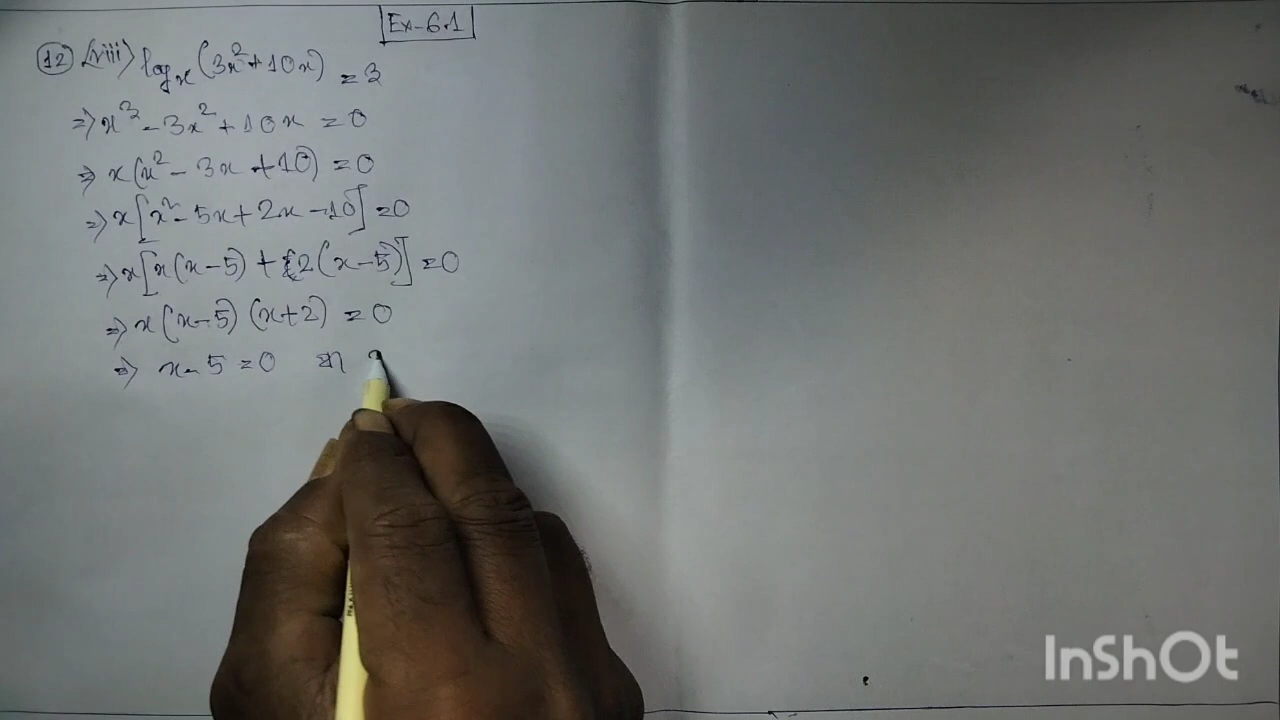 Ex-6.1
12 (viii) logₓ(3x²+10x) = 3
⇒ x³ - 3x² + 10x = 0
⇒ x(x² - 3x + 10) = 0
⇒ x[x² - 5x + 2x - 10] = 0
⇒ x[x(x-5) + {2(x-5)] = 0
⇒ x(x-5) (x+2) = 0
⇒ x - 5 = 0 বা
InShOt